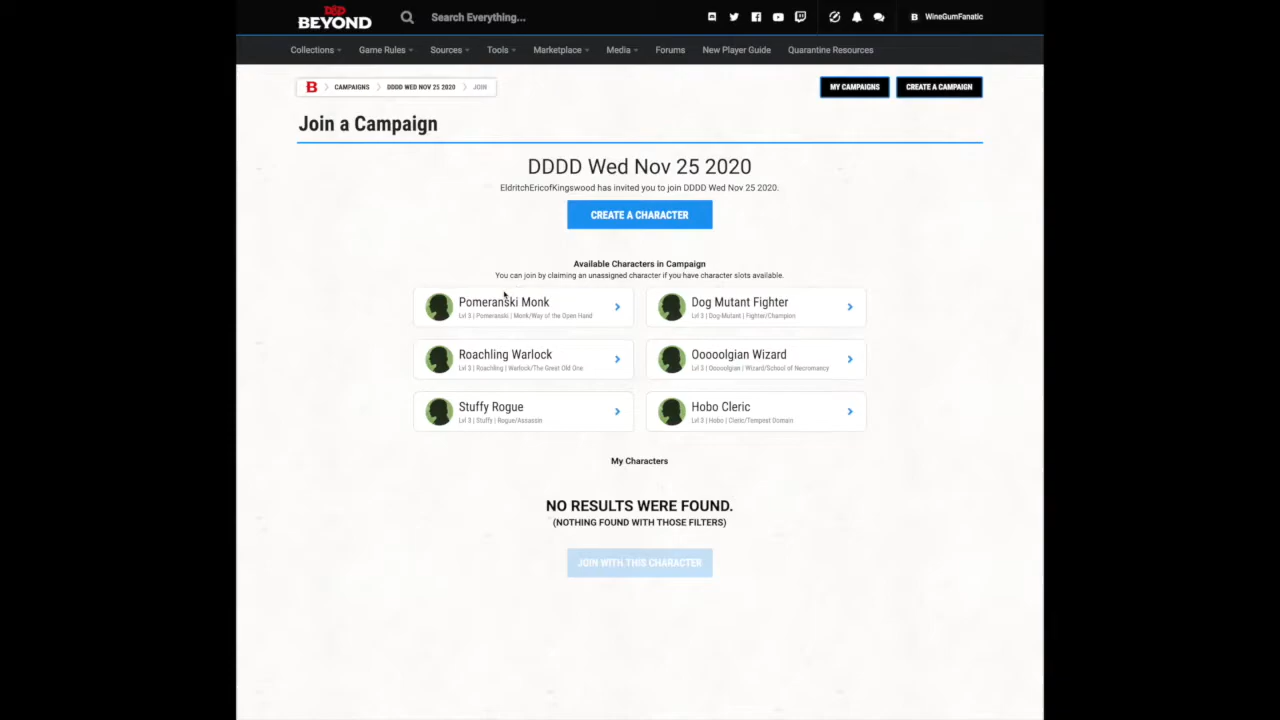 D&D
BEYOND
Search Everything...
WineGumFanatic
Collections
Game Rules
Sources
Tools
Marketplace
Media
Forums
New Player Guide
Quarantine Resources
CAMPAIGNS
DDDD WED NOV 25 2020
JOIN
MY CAMPAIGNS
CREATE A CAMPAIGN
Join a Campaign
DDDD Wed Nov 25 2020
EldritchEricofKingswood has invited you to join DDDD Wed Nov 25 2020.
CREATE A CHARACTER
Available Characters in Campaign
You can join by claiming an unassigned character if you have character slots available.
Pomeranski Monk
Lvl 3 | Pomeranski | Monk/Way of the Open Hand
Dog Mutant Fighter
Lvl 3 | Dog-Mutant | Fighter/Champion
Roachling Warlock
Lvl 3 | Roachling | Warlock/The Great Old One
Ooooolgian Wizard
Lvl 3 | Ooooolgian | Wizard/School of Necromancy
Stuffy Rogue
Lvl 3 | Stuffy | Rogue/Assassin
Hobo Cleric
Lvl 3 | Hobo | Cleric/Tempest Domain
My Characters
NO RESULTS WERE FOUND.
(NOTHING FOUND WITH THOSE FILTERS)
JOIN WITH THIS CHARACTER